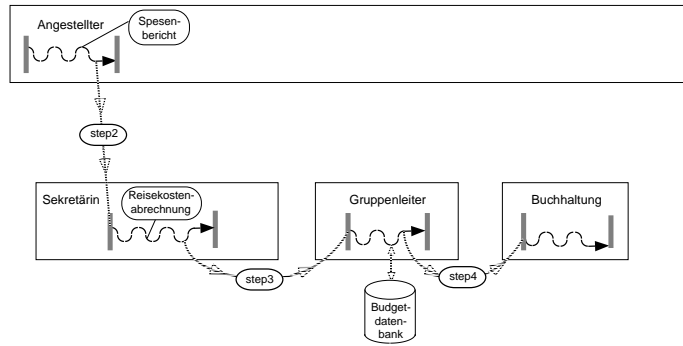 Angestellter
Spesen-
bericht
step2
Sekretärin
Reisekosten-
abrechnung
Gruppenleiter
Buchhaltung
step3
step4
Budget-
daten-
bank